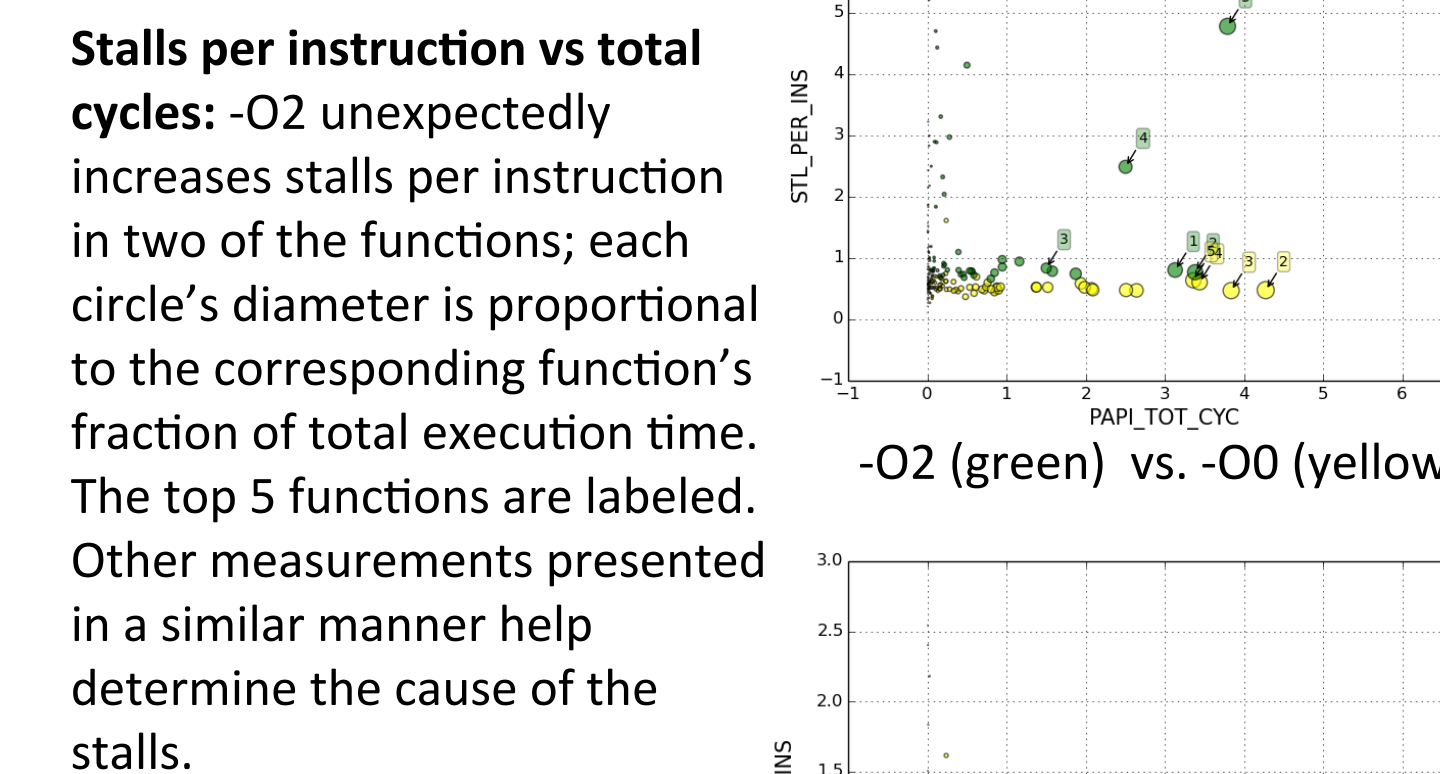 Stalls per instruction vs total
cycles: -O2 unexpectedly
increases stalls per instruction
in two of the functions; each
circle’s diameter is proportional
to the corresponding function’s
fraction of total execution time.
The top 5 functions are labeled.
Other measurements presented
in a similar manner help
determine the cause of the
stalls.
5
4
3
2
1
0
−1
STL_PER_INS
4
3
1
2
5
4
3
2
−1 0 1 2 3 4 5 6
PAPI_TOT_CYC
-O2 (green) vs. -O0 (yellow
3.0
2.5
2.0
1.5
INS